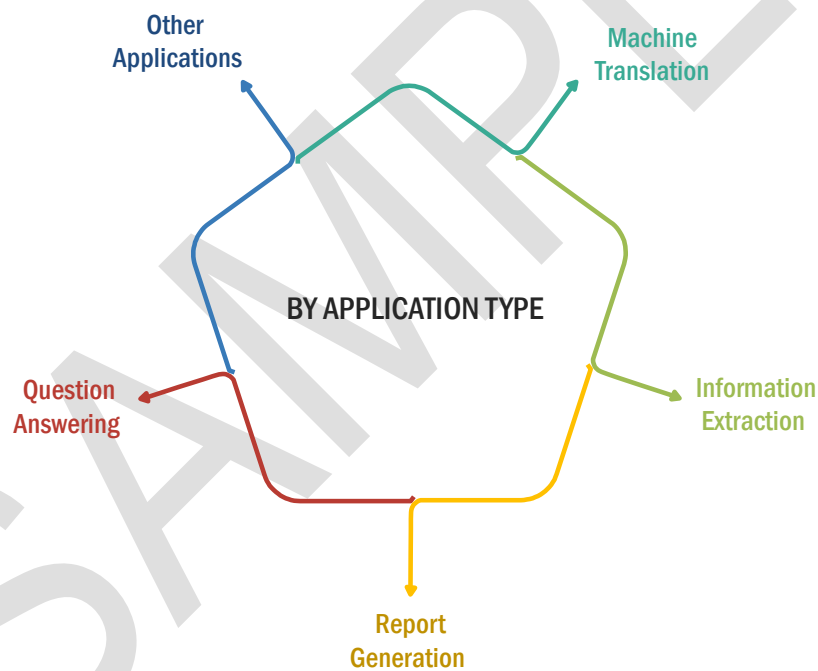 Other
Applications
Machine
Translation
BY APPLICATION TYPE
Question
Answering
Information
Extraction
Report
Generation
SAMPLE